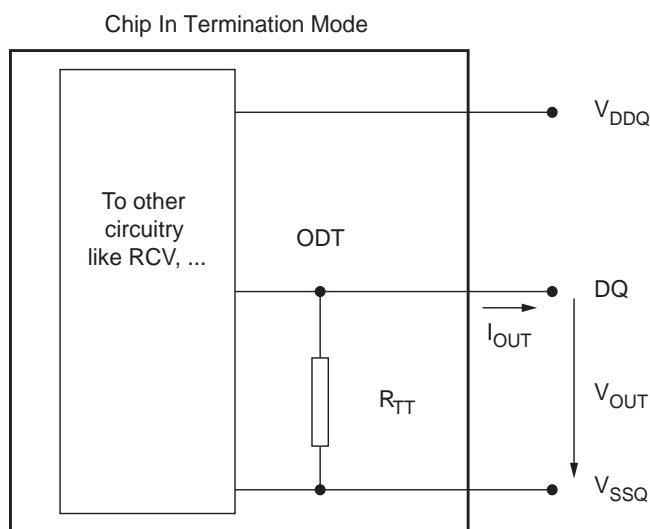 Chip In Termination Mode
V_DDQ
To other
circuitry
like RCV, ...
ODT
DQ
I_OUT
R_TT
V_OUT
V_SSQ